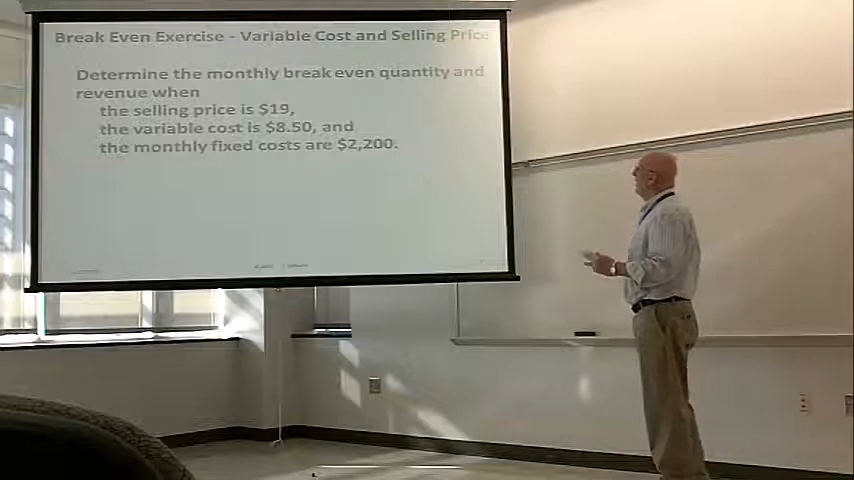 Break Even Exercise - Variable Cost and Selling Price
Determine the monthly break even quantity and
revenue when
the selling price is $19,
the variable cost is $8.50, and
the monthly fixed costs are $2,200.